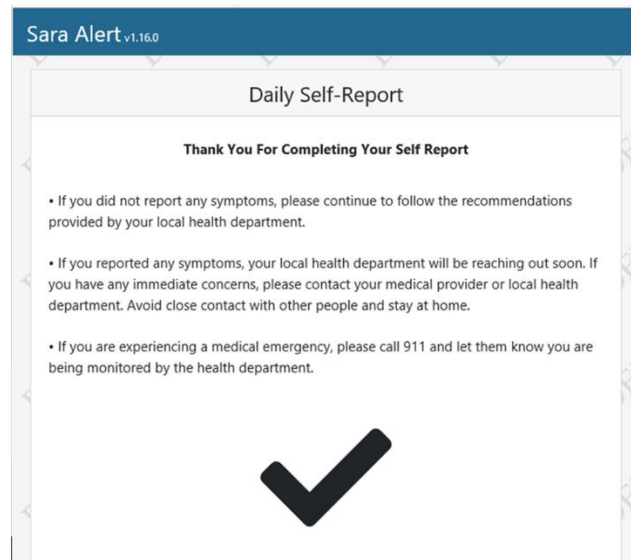 Sara Alert v1.16.0
Daily Self-Report
Thank You For Completing Your Self Report
• If you did not report any symptoms, please continue to follow the recommendations
provided by your local health department.
• If you reported any symptoms, your local health department will be reaching out soon. If
you have any immediate concerns, please contact your medical provider or local health
department. Avoid close contact with other people and stay at home.
• If you are experiencing a medical emergency, please call 911 and let them know you are
being monitored by the health department.